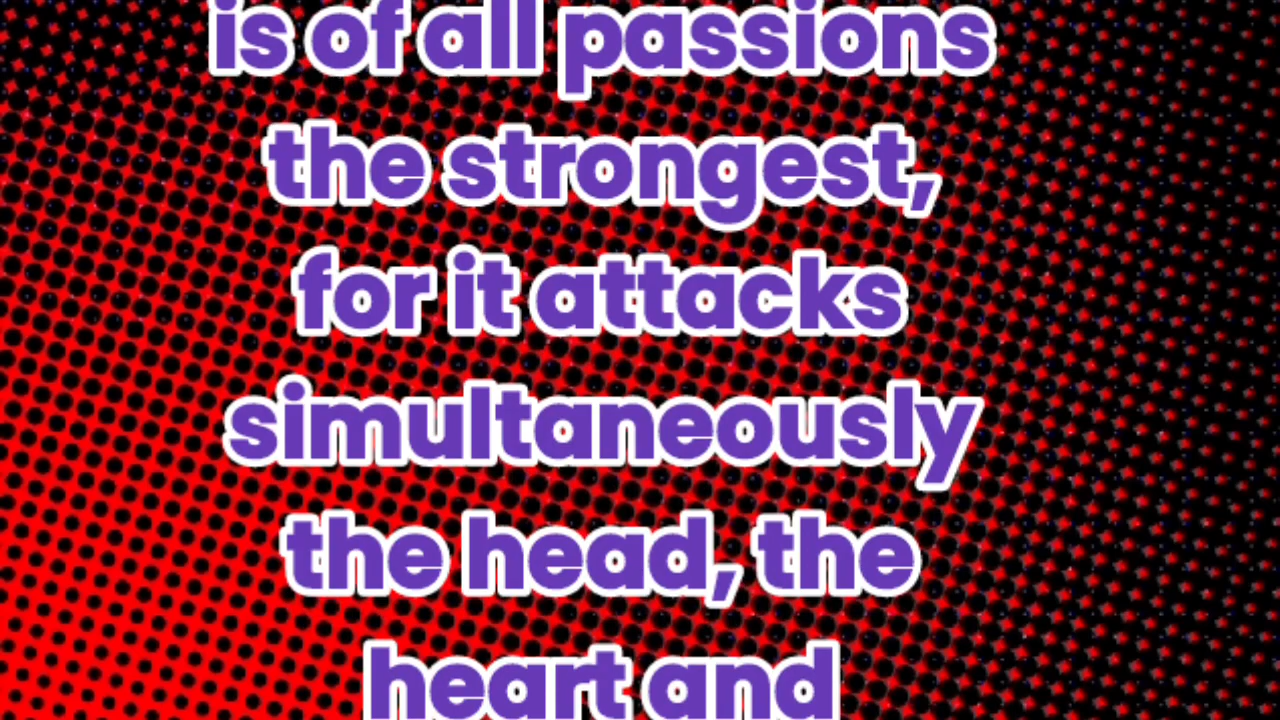 is of all passions
the strongest,
for it attacks
simultaneously
the head, the
heart and